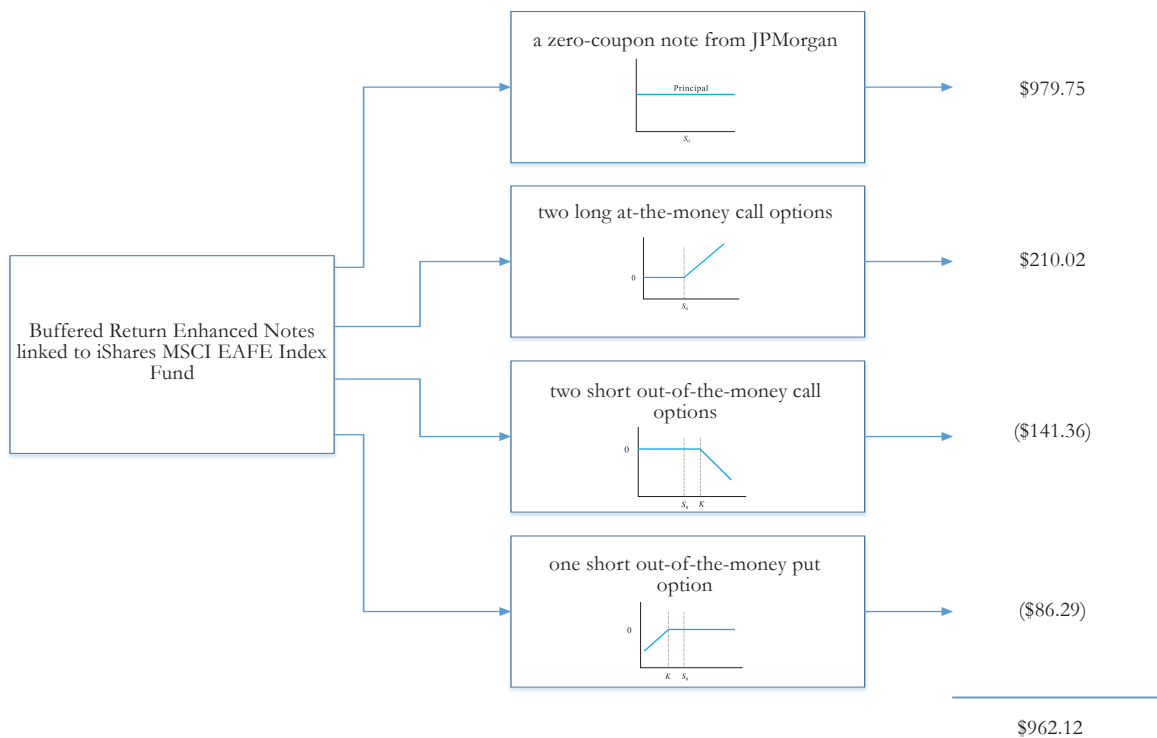 a zero-coupon note from JPMorgan
Principal
S₀
$979.75
two long at-the-money call options
0
S₀
$210.02
Buffered Return Enhanced Notes
linked to iShares MSCI EAFE Index
Fund
two short out-of-the-money call
options
0
S₀ K
($141.36)
one short out-of-the-money put
option
0
K S₀
($86.29)
$962.12